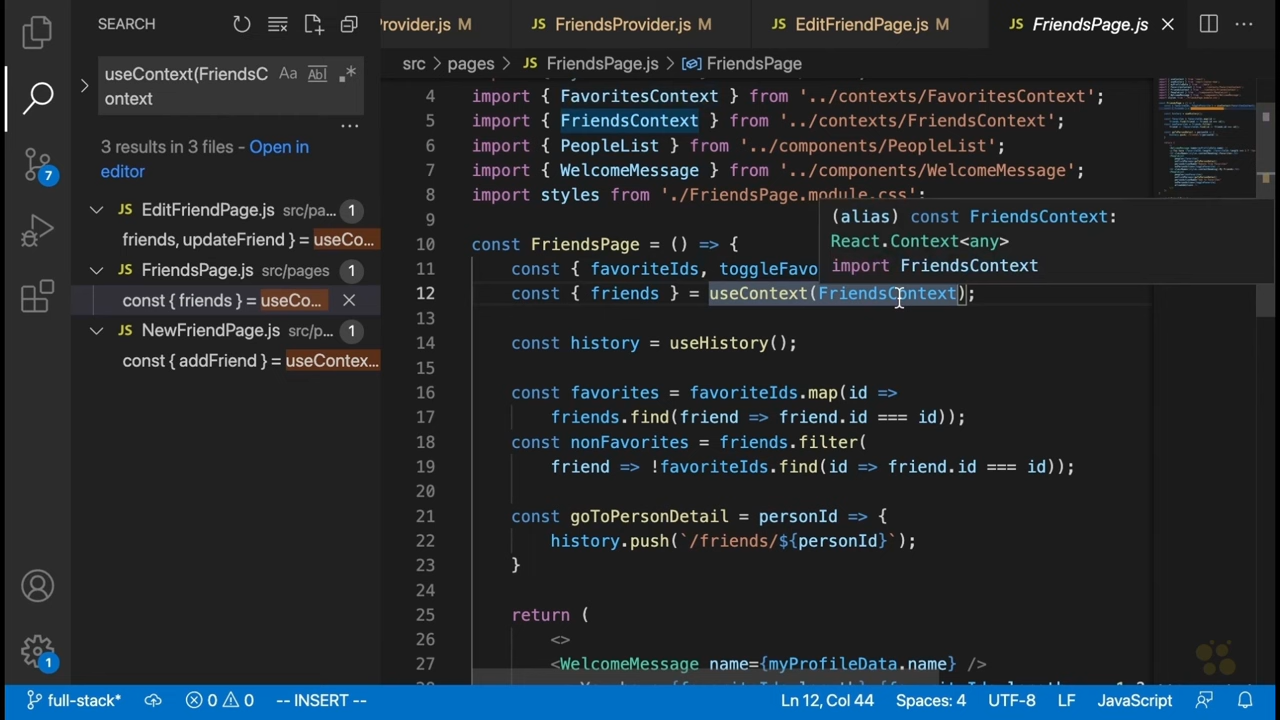 SEARCH
Provider.js M
JS FriendsProvider.js M
JS EditFriendPage.js M
JS FriendsPage.js
src > pages > JS FriendsPage.js > FriendsPage
useContext(FriendsC
ontext
Aa Abl .*
3 results in 3 files - Open in
editor
JS EditFriendPage.js src/pa... 1
friends, updateFriend } = useCo...
JS FriendsPage.js src/pages 1
const { friends } = useCo...
JS NewFriendPage.js src/p... 1
const { addFriend } = useContex...
7
1
4 import { FavoritesContext } from '../context/FavoritesContext';
5 import { FriendsContext } from '../contexts/FriendsContext';
6 import { PeopleList } from '../components/PeopleList';
7 import { WelcomeMessage } from '../components/WelcomeMessage';
8 import styles from './FriendsPage.module.css';
9
10 const FriendsPage = () => {
11 const { favoriteIds, toggleFavo
12 const { friends } = useContext(FriendsContext);
13
14 const history = useHistory();
15
16 const favorites = favoriteIds.map(id =>
17 friends.find(friend => friend.id === id));
18 const nonFavorites = friends.filter(
19 friend => !favoriteIds.find(id => friend.id === id));
20
21 const goToPersonDetail = personId => {
22 history.push(`/friends/${personId}`);
23 }
24
25 return (
26 <>
27 <WelcomeMessage name={myProfileData.name} />
(alias) const FriendsContext:
React.Context<any>
import FriendsContext
full-stack* 0 0 -- INSERT -- Ln 12, Col 44 Spaces: 4 UTF-8 LF JavaScript